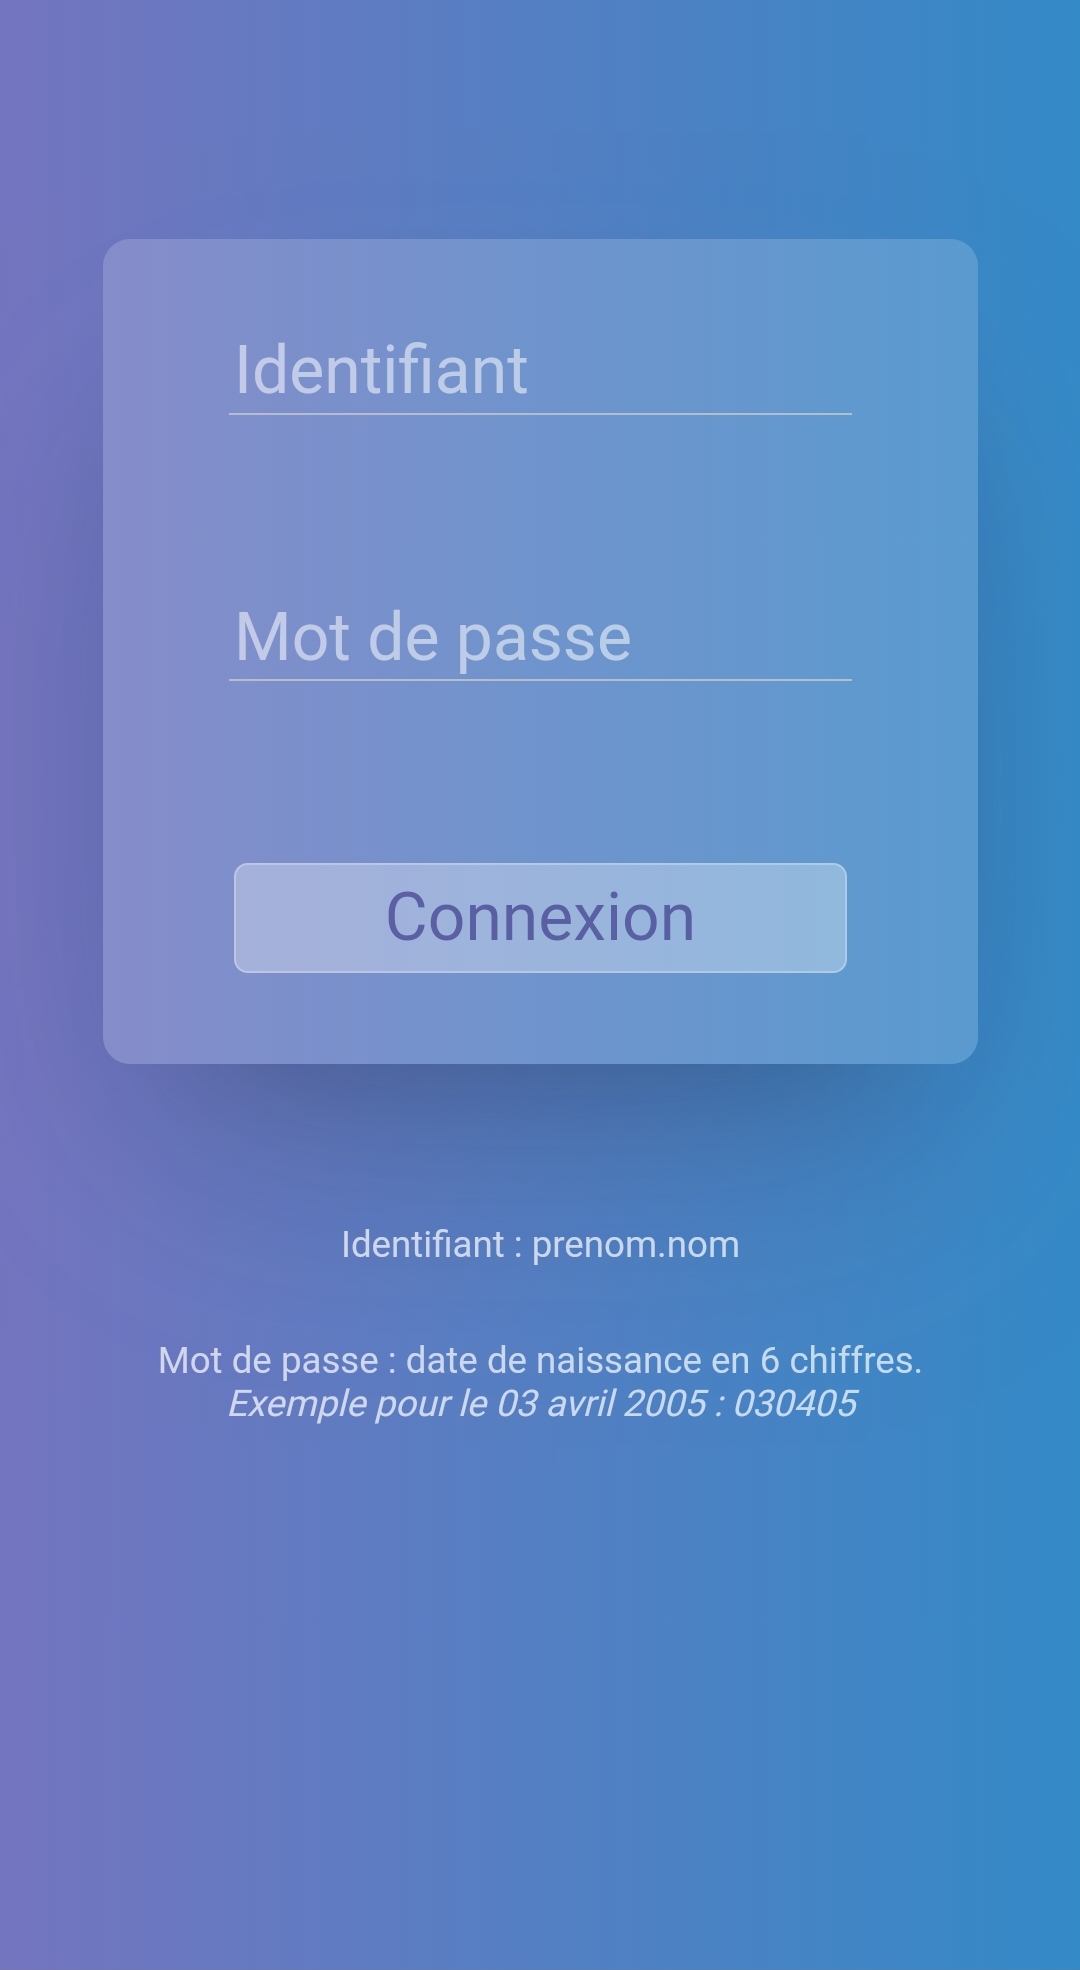 Identifiant
Mot de passe
Connexion
Identifiant : prenom.nom
Mot de passe : date de naissance en 6 chiffres.
Exemple pour le 03 avril 2005 : 030405